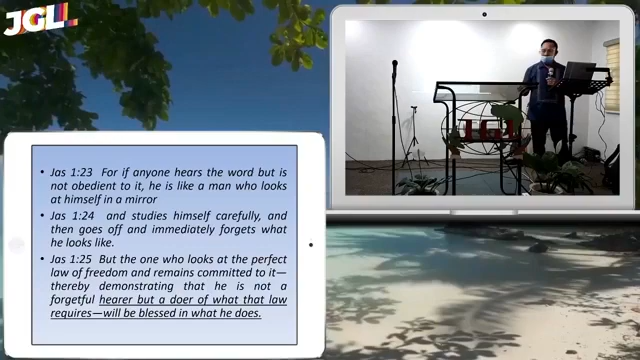 JGL
• Jas 1:23 For if anyone hears the word but is
not obedient to it, he is like a man who looks
at himself in a mirror
• Jas 1:24 and studies himself carefully, and
then goes off and immediately forgets what
he looks like.
• Jas 1:25 But the one who looks at the perfect
law of freedom and remains committed to it—
thereby demonstrating that he is not a
forgetful hearer but a doer of what that law
requires—will be blessed in what he does.
JGL